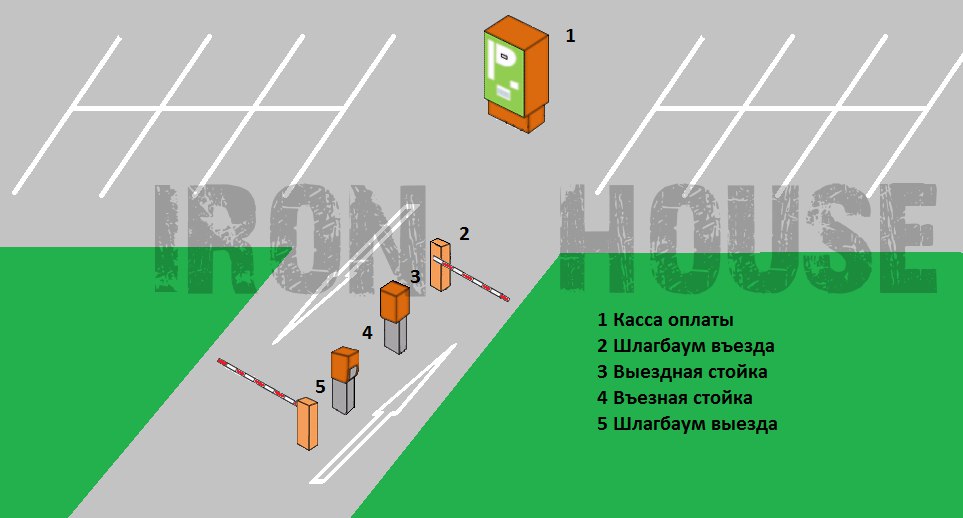 P
1
IRON HOUSE
2
3
4
5
1 Касса оплаты
2 Шлагбаум въезда
3 Выездная стойка
4 Въезная стойка
5 Шлагбаум выезда